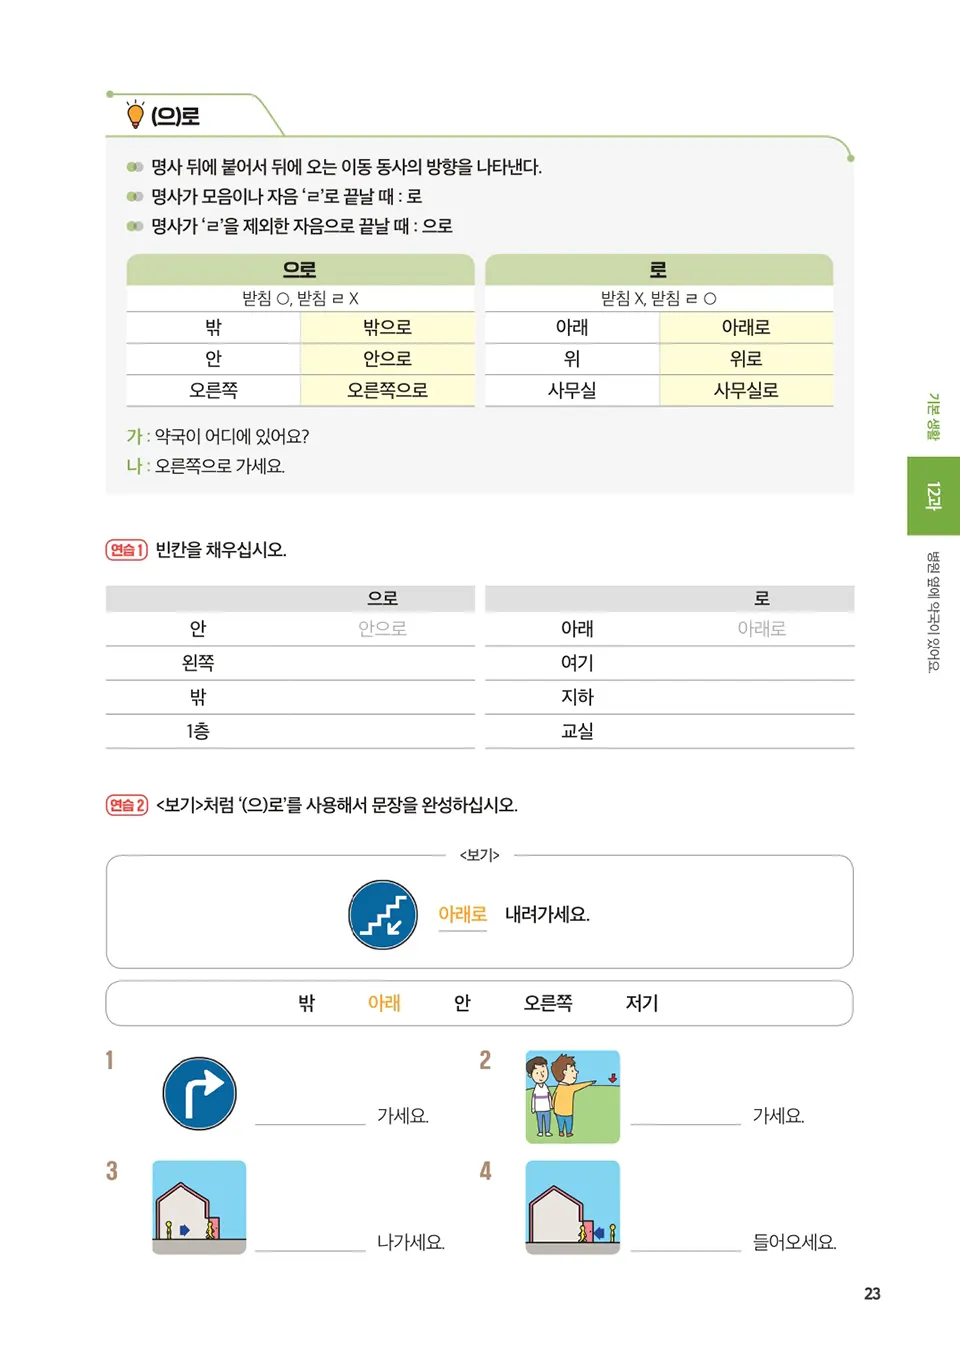 (으)로
명사 뒤에 붙어서 뒤에 오는 이동 동사의 방향을 나타낸다.
명사가 모음이나 자음 ‘ㄹ’로 끝날 때 : 로
명사가 ‘ㄹ’을 제외한 자음으로 끝날 때 : 으로
으로 로
받침 ○, 받침 ㄹ X 받침 X, 받침 ㄹ ○
밖 밖으로 아래 아래로
안 안으로 위 위로
오른쪽 오른쪽으로 사무실 사무실로
가 : 약국이 어디에 있어요?
나 : 오른쪽으로 가세요.
기본 생활
12과
병원 옆에 약국이 있어요.
연습 1 빈칸을 채우십시오.
으로 로
안 안으로 아래 아래로
왼쪽 여기
밖 지하
1층 교실
연습 2 <보기>처럼 ‘(으)로’를 사용해서 문장을 완성하십시오.
<보기>
아래로 내려가세요.
밖 아래 안 오른쪽 저기
1 가세요. 2 가세요.
3 나가세요. 4 들어오세요.
23